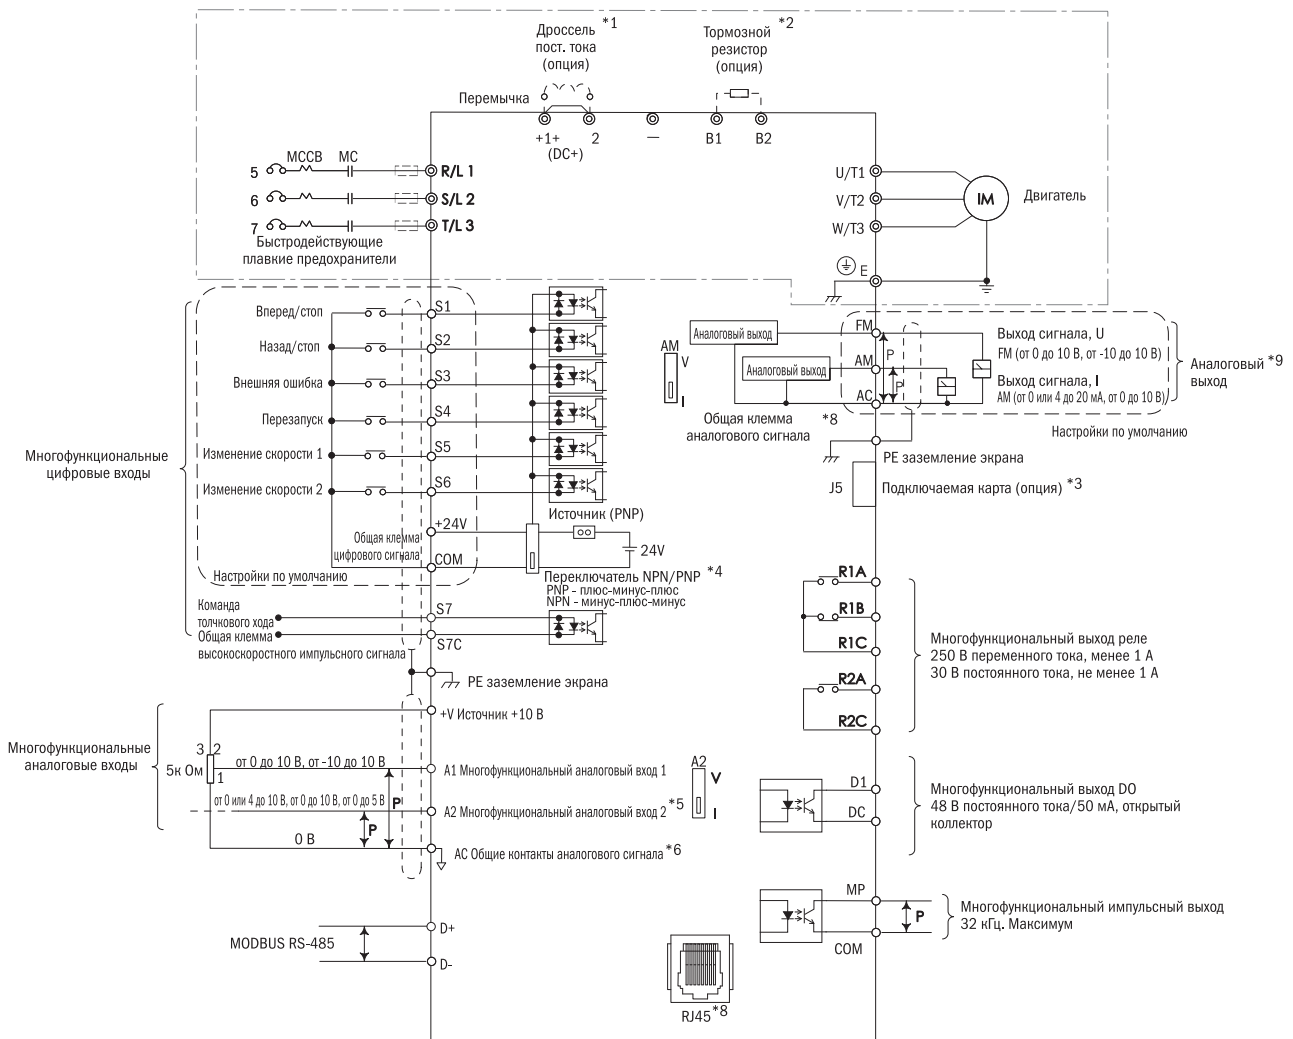 Дроссель *1
пост. тока
(опция)
Тормозной *2
резистор
(опция)
Перемычка
+1+
(DC+)
2
—
B1
B2
MCCB MC
5
R/L 1
6
S/L 2
7
T/L 3
Быстродействующие
плавкие предохранители
U/T1
V/T2
W/T3
IM
Двигатель
E
Вперед/стоп
S1
Назад/стоп
S2
Внешняя ошибка
S3
Перезапуск
S4
Изменение скорости 1
S5
Изменение скорости 2
S6
Многофункциональные
цифровые входы
+24V
Общая клемма
цифрового сигнала
COM
Настройки по умолчанию
Источник (PNP)
24V
Переключатель NPN/PNP *4
PNP - плюс-минус-плюс
NPN - минус-плюс-минус
Команда
толчкового хода
S7
Общая клемма
высокоскоростного импульсного сигнала
S7C
PE заземление экрана
AM
V
I
Аналоговый выход
Аналоговый выход
FM
AM
AC
P
P
Общая клемма *8
аналогового сигнала
Выход сигнала, U
FM (от 0 до 10 В, от -10 до 10 В)
Выход сигнала, I
AM (от 0 или 4 до 20 мА, от 0 до 10 В)
Аналоговый *9
выход
Настройки по умолчанию
PE заземление экрана
J5
Подключаемая карта (опция) *3
R1A
R1B
R1C
R2A
R2C
Многофункциональный выход реле
250 В переменного тока, менее 1 А
30 В постоянного тока, не менее 1 А
Многофункциональные
аналоговые входы
+V Источник +10 В
3 2
5к Ом
1
от 0 до 10 В, от -10 до 10 В
A1 Многофункциональный аналоговый вход 1
от 0 или 4 до 10 В, от 0 до 10 В, от 0 до 5 В
P
A2 Многофункциональный аналоговый вход 2 *5
P
0 В
AC Общие контакты аналогового сигнала *6
A2
V
I
D1
DC
Многофункциональный выход DO
48 В постоянного тока/50 мА, открытый
коллектор
MP
COM
P
Многофункциональный импульсный выход
32 кГц. Максимум
MODBUS RS-485
D+
D-
RJ45 *8